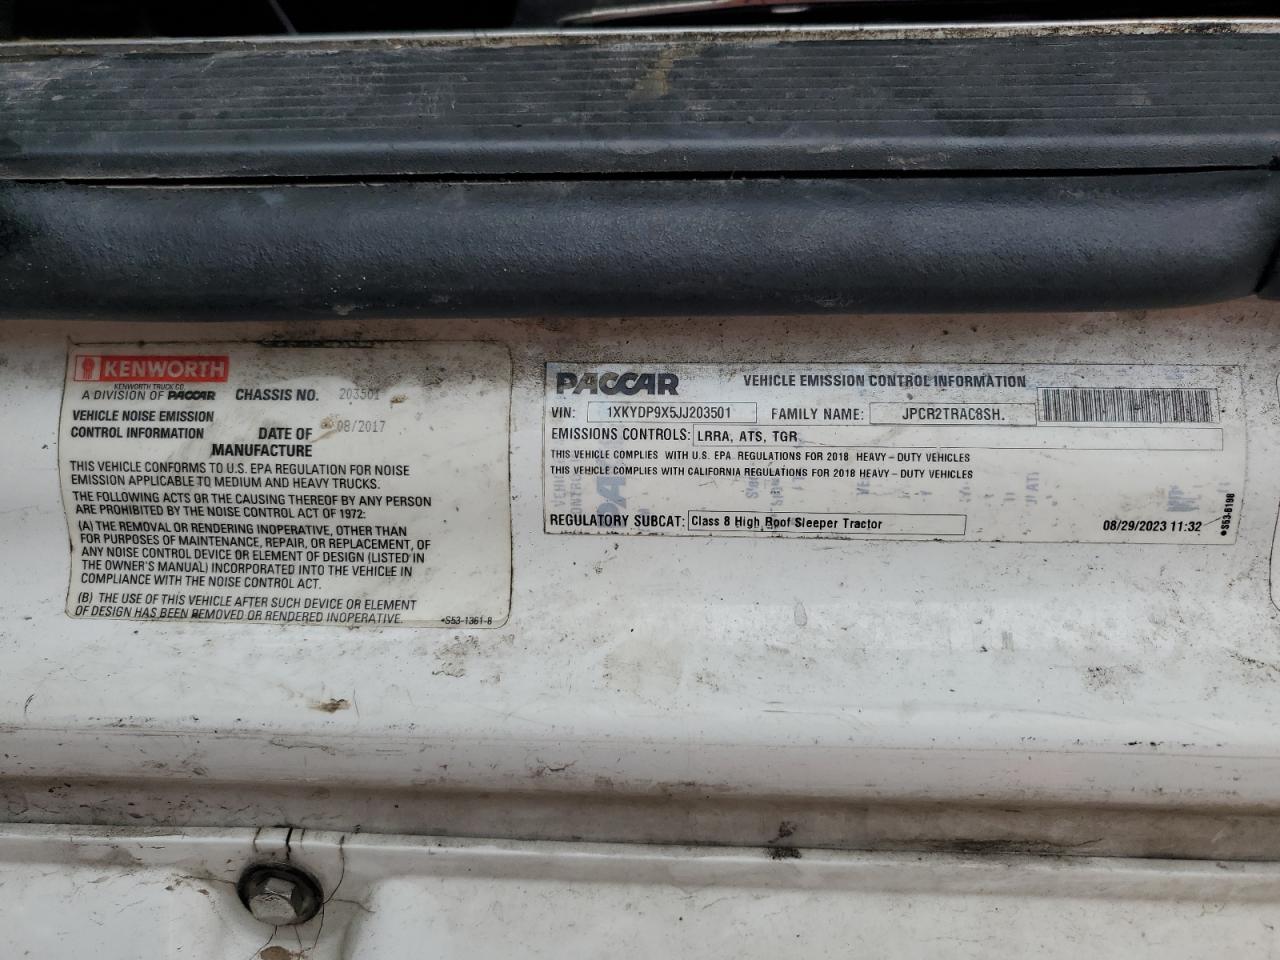 KENWORTH
KENWORTH TRUCK CO.
A DIVISION OF PACCAR
CHASSIS NO. 203501
VEHICLE NOISE EMISSION
CONTROL INFORMATION
DATE OF 08/2017
MANUFACTURE
THIS VEHICLE CONFORMS TO U.S. EPA REGULATION FOR NOISE
EMISSION APPLICABLE TO MEDIUM AND HEAVY TRUCKS.
THE FOLLOWING ACTS OR THE CAUSING THEREOF BY ANY PERSON
ARE PROHIBITED BY THE NOISE CONTROL ACT OF 1972:
(A) THE REMOVAL OR RENDERING INOPERATIVE, OTHER THAN
FOR PURPOSES OF MAINTENANCE, REPAIR, OR REPLACEMENT, OF
ANY NOISE CONTROL DEVICE OR ELEMENT OF DESIGN (LISTED IN
THE OWNER'S MANUAL) INCORPORATED INTO THE VEHICLE IN
COMPLIANCE WITH THE NOISE CONTROL ACT.
(B) THE USE OF THIS VEHICLE AFTER SUCH DEVICE OR ELEMENT
OF DESIGN HAS BEEN REMOVED OR RENDERED INOPERATIVE.
•S53-1361-8
PACCAR VEHICLE EMISSION CONTROL INFORMATION
VIN: 1XKYDP9X5JJ203501 FAMILY NAME: JPCR2TRAC8SH.
EMISSIONS CONTROLS: LRRA, ATS, TGR
THIS VEHICLE COMPLIES WITH U.S. EPA REGULATIONS FOR 2018 HEAVY-DUTY VEHICLES
THIS VEHICLE COMPLIES WITH CALIFORNIA REGULATIONS FOR 2018 HEAVY-DUTY VEHICLES
REGULATORY SUBCAT: Class 8 High Roof Sleeper Tractor
08/29/2023 11:32
•S53-6198